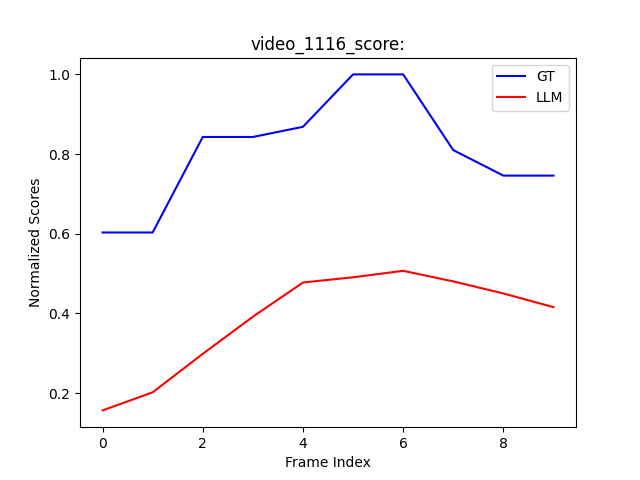 video_1116_score:
GT
LLM
1.0
0.8
0.6
0.4
0.2
Normalized Scores
0 2 4 6 8
Frame Index